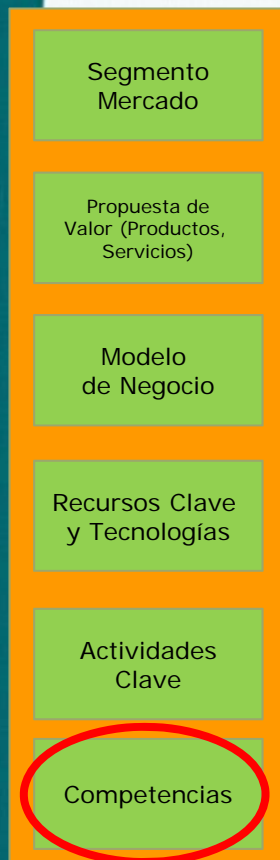 Segmento
Mercado
Propuesta de
Valor (Productos,
Servicios)
Modelo
de Negocio
Recursos Clave
y Tecnologías
Actividades
Clave
Competencias